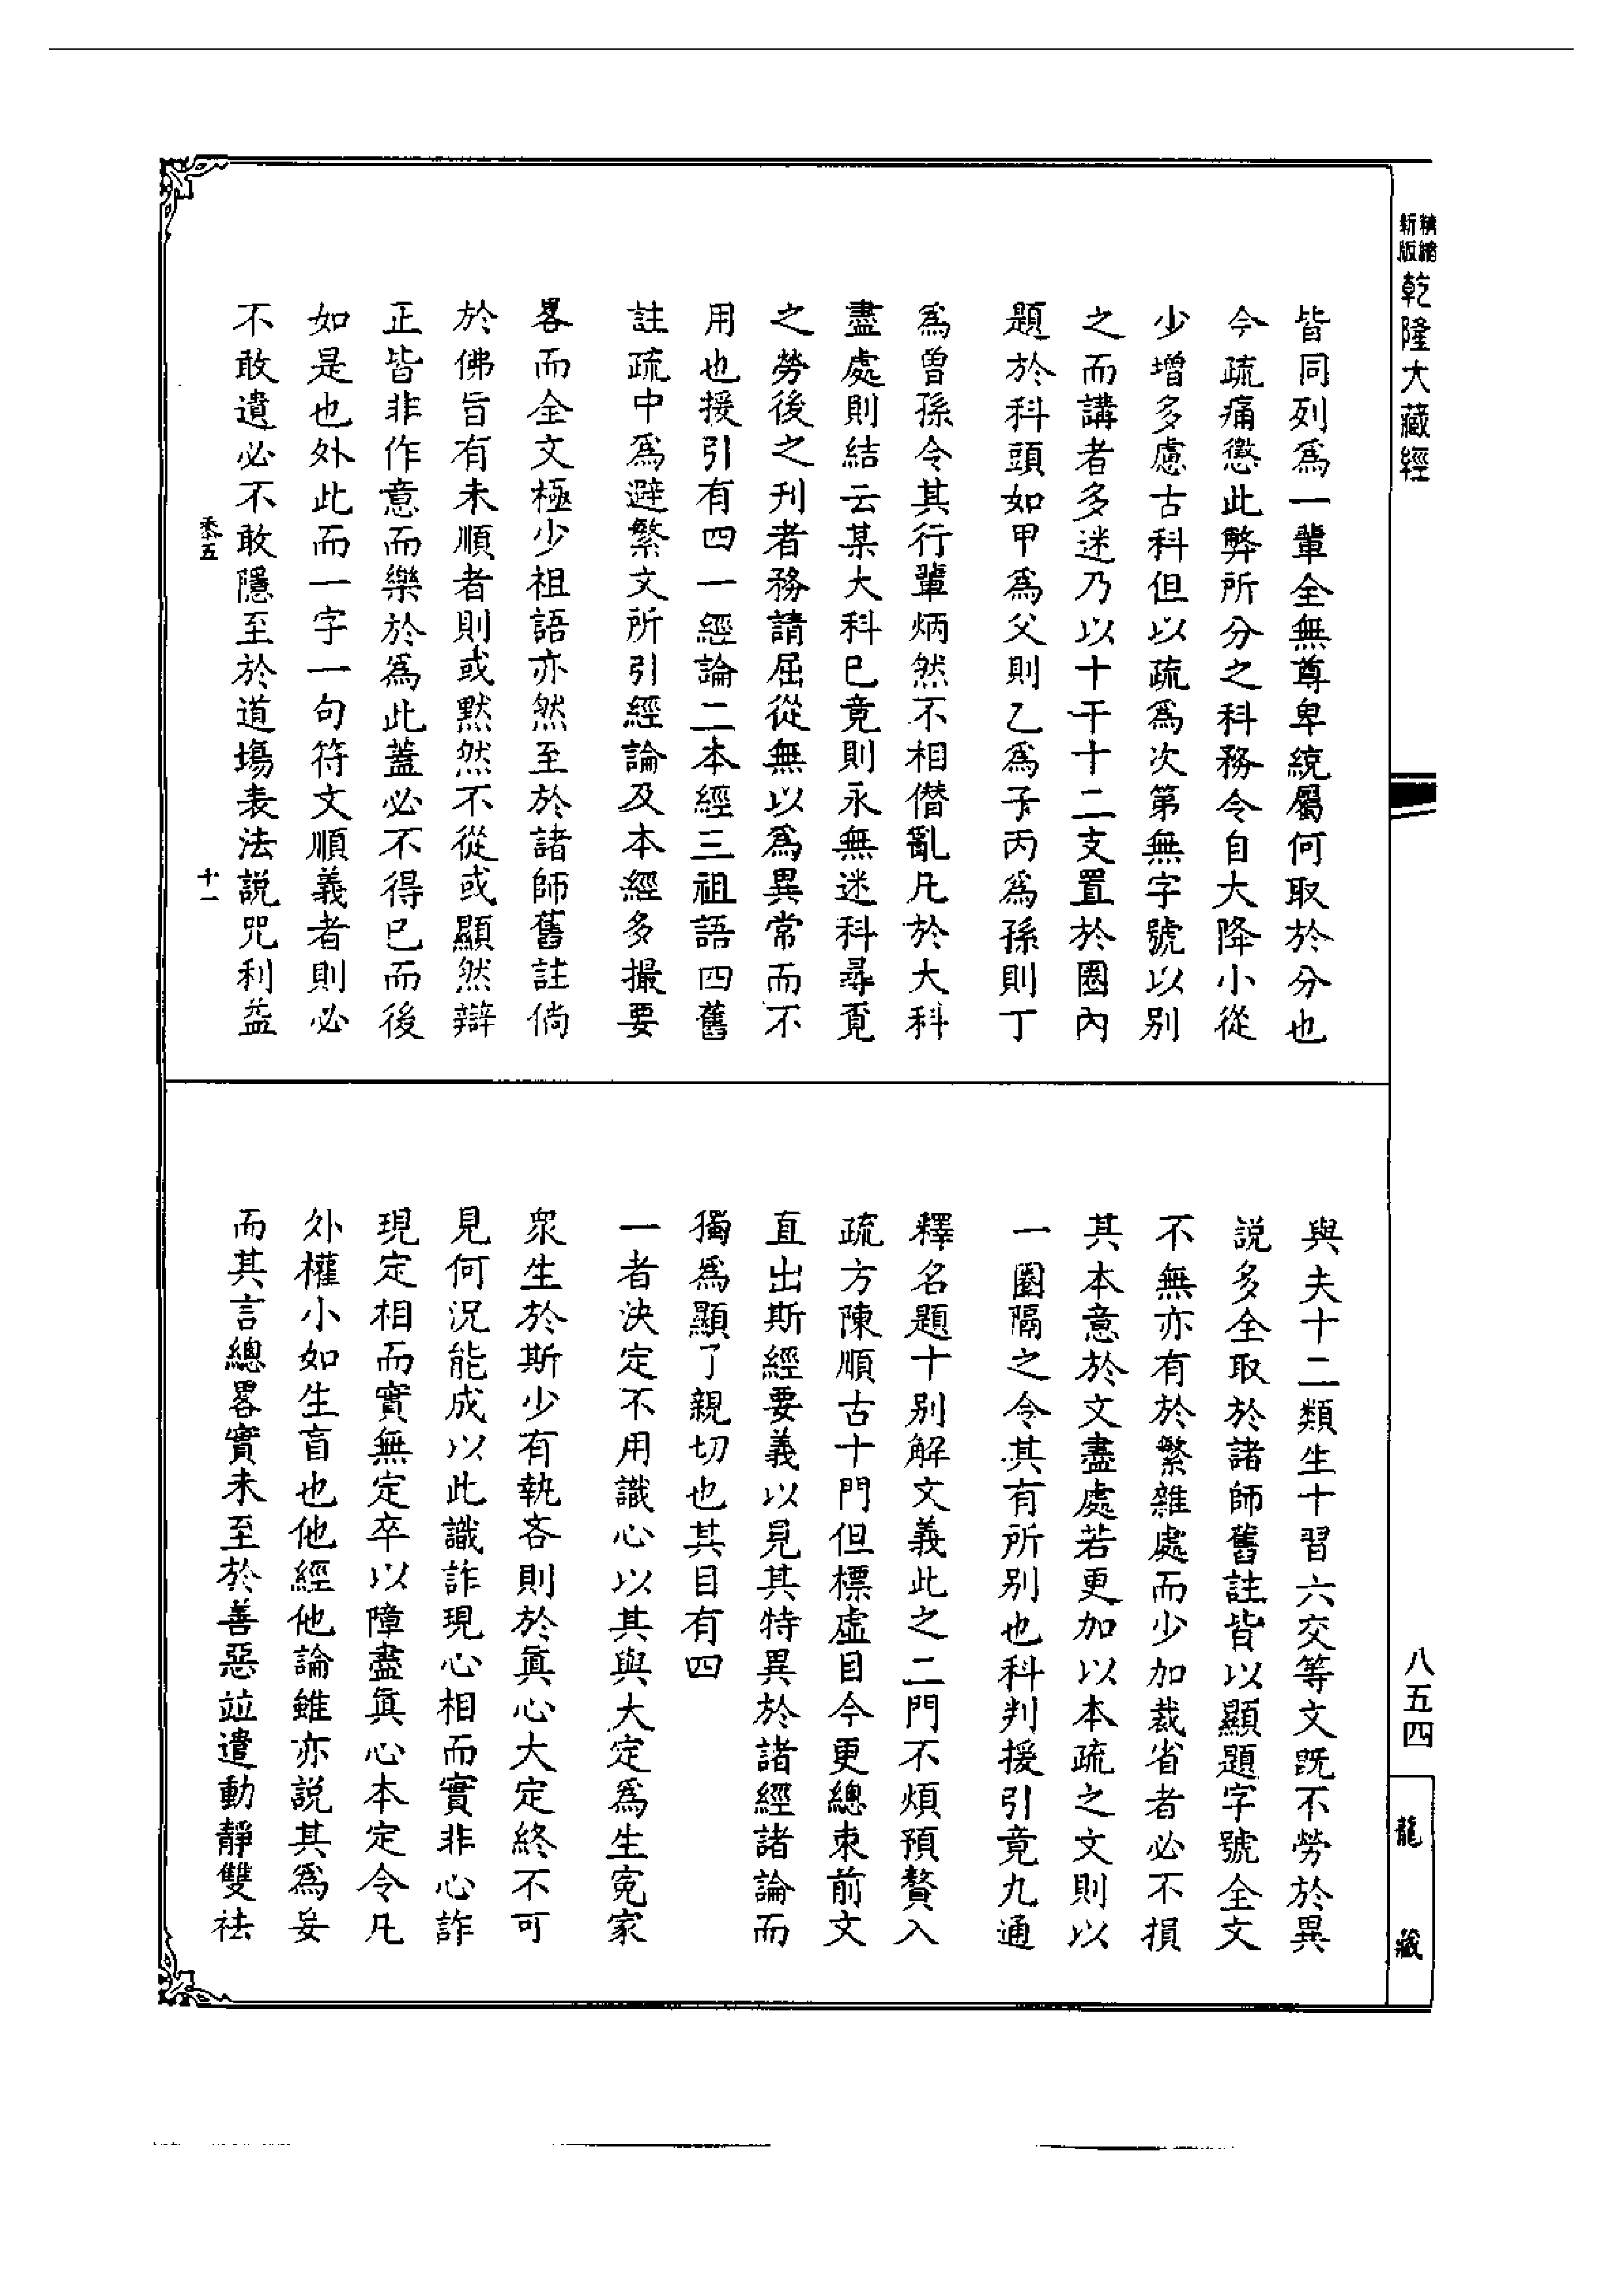 精縮新版
乾隆大藏經
皆同列爲一輩全無尊卑統屬何取於分也
今疏痛懲此弊所分之科務令自大降小從
少增多慮古科但以疏爲次第無字號以別
之而講者多迷乃以十干十二支置於圈內
題於科頭如甲爲父則乙爲子丙爲孫則丁
爲曾孫令其行輩炳然不相僭亂凡於大科
盡處則結云某大科已竟則永無迷科尋覔
之勞後之刊者務請屈從無以爲異常而不
用也援引有四一經論二本經三祖語四舊
註疏中爲避繁文所引經論及本經多撮要
畧而全文極少祖語亦然至於諸師舊註倘
於佛旨有未順者則或黙然不從或顯然辯
正皆非作意而樂於爲此蓋必不得已而後
如是也外此而一字一句符文順義者則必
不敢遺必不敢隱至於道塲表法説咒利益
黍五
十一
與夫十二類生十習六交等文既不勞於異
説多全取於諸師舊註皆以顯題字號全文
不無亦有於繁雜處而少加裁省者必不損
其本意於文盡處若更加以本疏之文則以
一圈隔之令其有所別也科判援引竟九通
釋名題十別解文義此之二門不煩預贅入
疏方陳順古十門但標虛目今更總束前文
直出斯經要義以見其特異於諸經諸論而
獨爲顯了親切也其目有四
一者決定不用識心以其與大定爲生寃家
衆生於斯少有執吝則於眞心大定終不可
見何況能成以此識詐現心相而實非心詐
現定相而實無定卒以障盡眞心本定令凡
外權小如生盲也他經他論雖亦説其爲妄
而其言總畧實未至於善惡竝遣動靜雙祛
八五四
龍藏